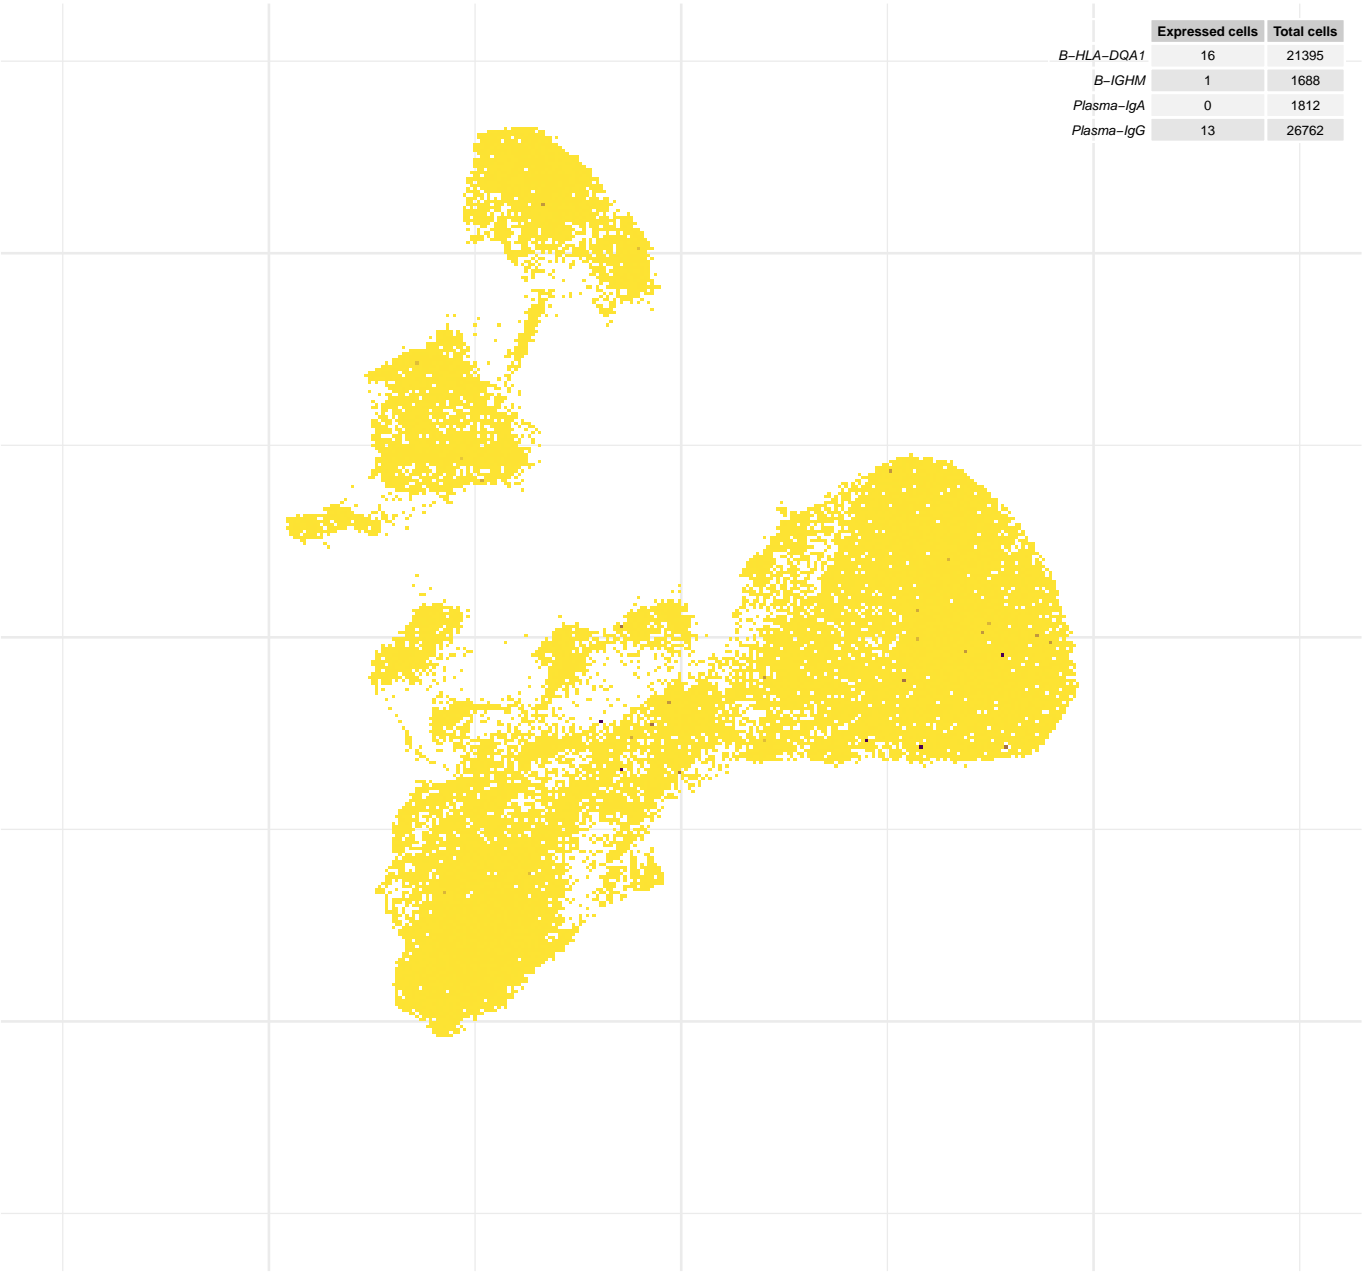 Expressed cells Total cells
B−HLA−DQA1 16 21395
B−IGHM 1 1688
Plasma−IgA 0 1812
Plasma−IgG 13 26762